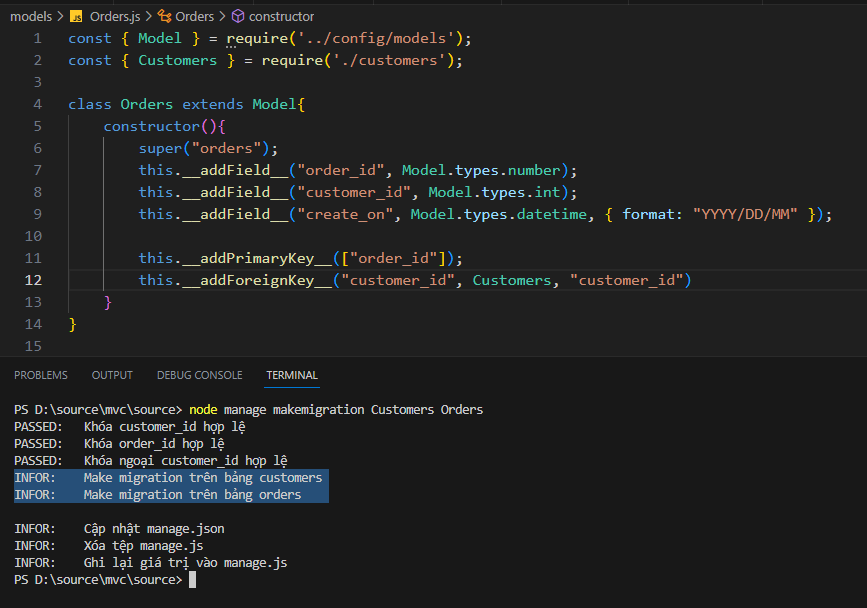 models > Orders.js > Orders > constructor
1 const { Model } = require('../config/models');
2 const { Customers } = require('./customers');
3
4 class Orders extends Model{
5 constructor(){
6 super("orders");
7 this.__addField__("order_id", Model.types.number);
8 this.__addField__("customer_id", Model.types.int);
9 this.__addField__("create_on", Model.types.datetime, { format: "YYYY/DD/MM" });
10
11 this.__addPrimaryKey__(["order_id"]);
12 this.__addForeignKey__("customer_id", Customers, "customer_id")
13 }
14 }
15
PROBLEMS OUTPUT DEBUG CONSOLE TERMINAL
PS D:\source\mvc\source> node manage makemigration Customers Orders
PASSED: Khóa customer_id hợp lệ
PASSED: Khóa order_id hợp lệ
PASSED: Khóa ngoại customer_id hợp lệ
INFOR: Make migration trên bảng customers
INFOR: Make migration trên bảng orders
INFOR: Cập nhật manage.json
INFOR: Xóa tệp manage.js
INFOR: Ghi lại giá trị vào manage.js
PS D:\source\mvc\source>